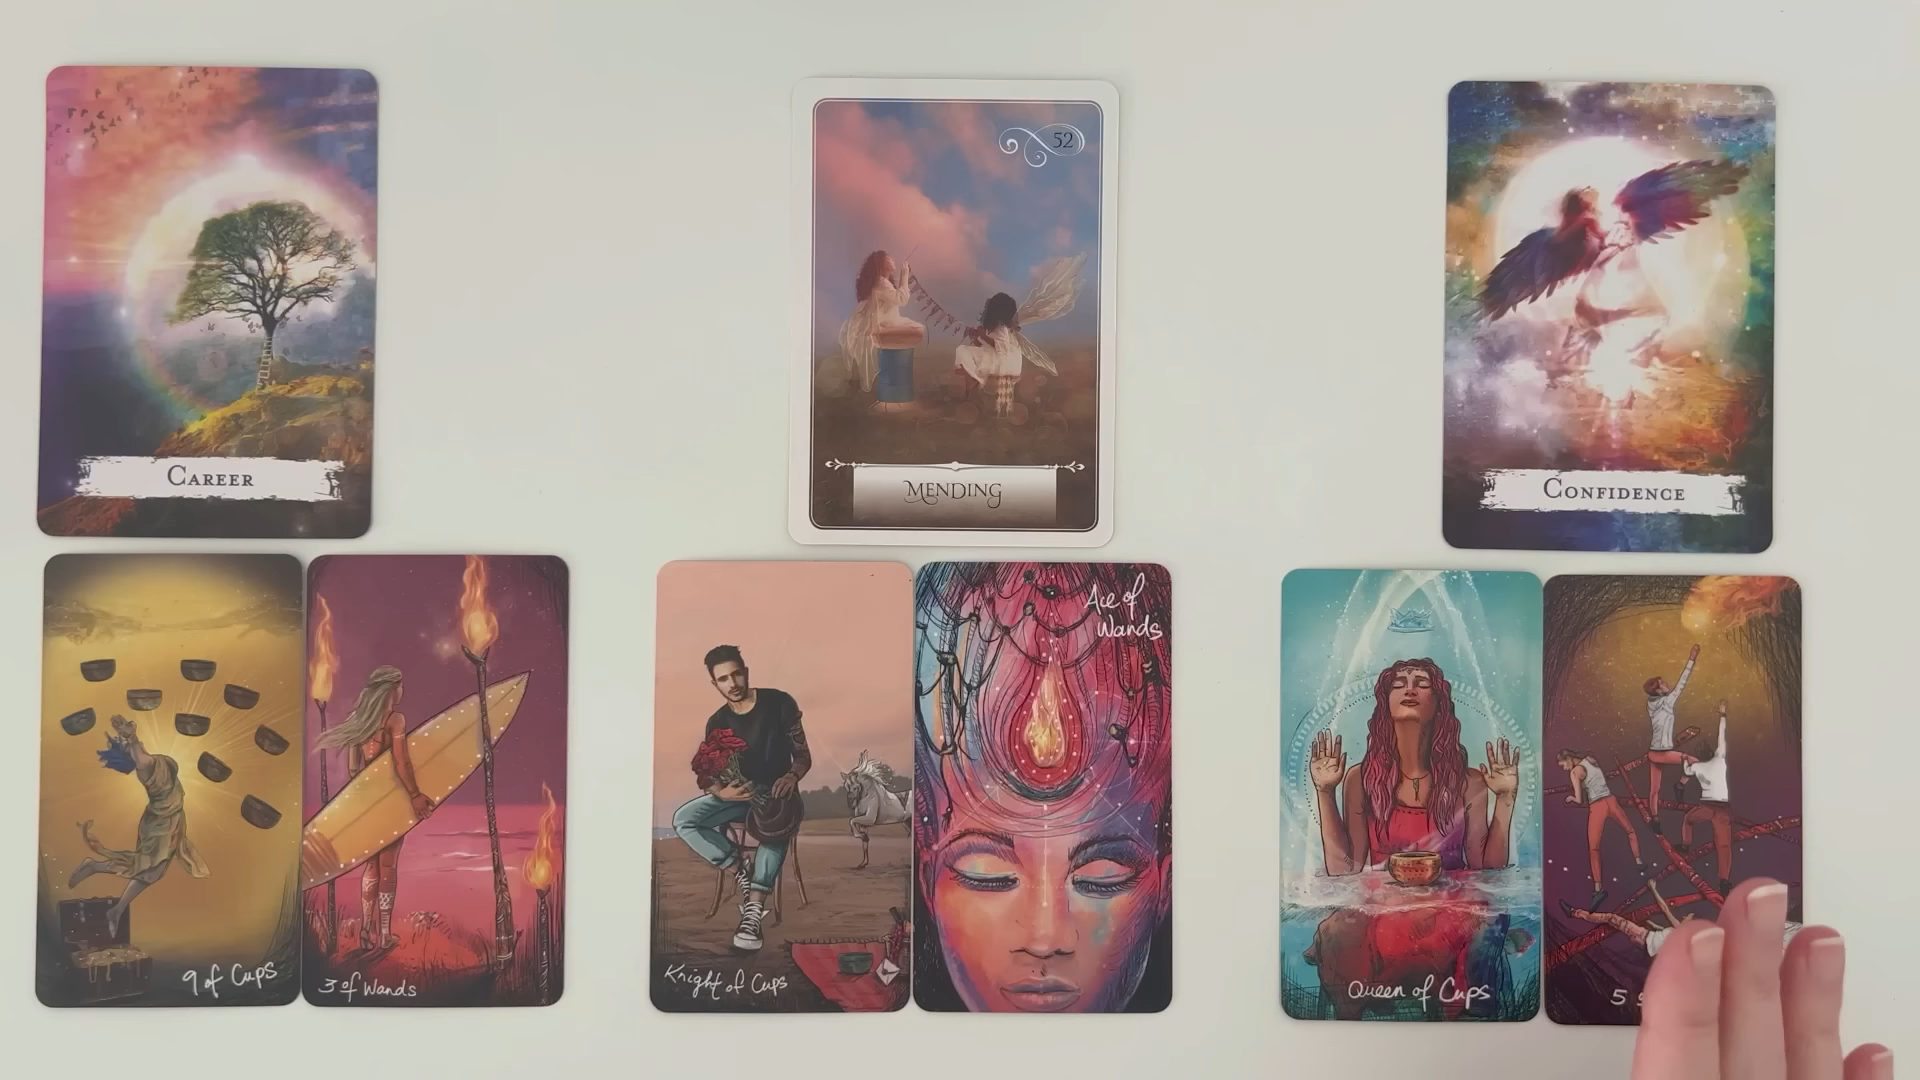 52
Career
Mending
Confidence
9 of Cups
3 of Wands
Knight of Cups
Ace of
Wands
Queen of Cups
5